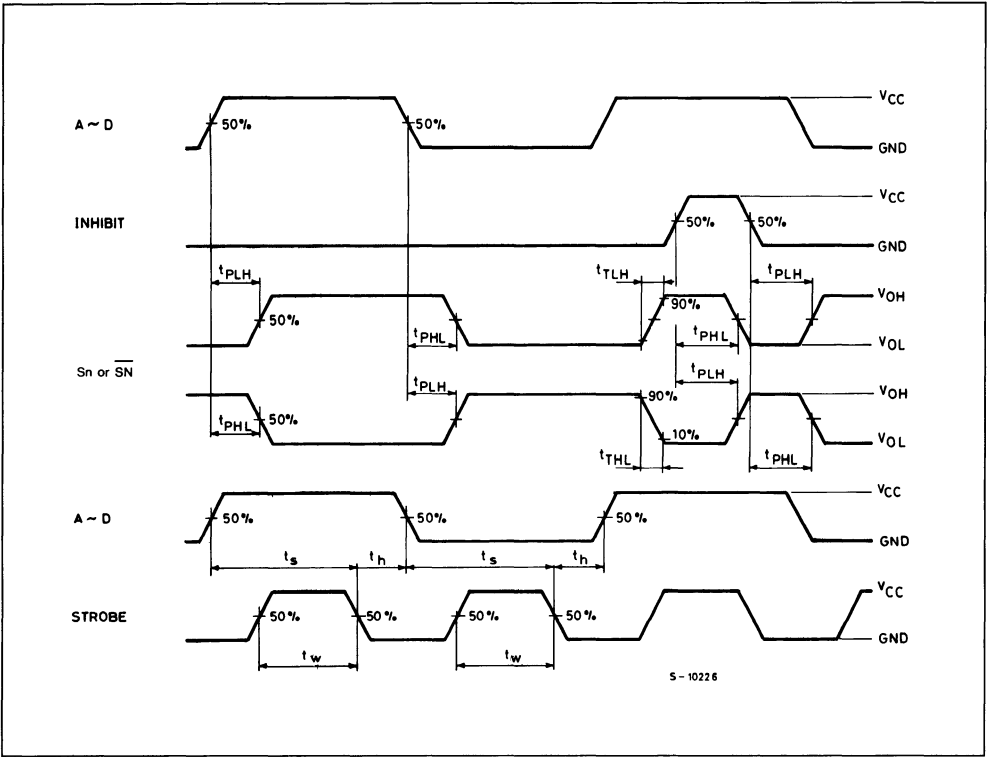 VCC
A ~ D
50%
50%
GND
VCC
INHIBIT
50%
50%
GND
tPLH
tTLH
tPLH
VOH
90%
50%
tPHL
tPHL
VOL
Sn or SN
tPLH
tPLH
90%
VOH
50%
tPHL
10%
VOL
tTHL
tPHL
VCC
A ~ D
50%
50%
50%
GND
ts
th
ts
th
VCC
STROBE
50%
50%
50%
50%
GND
tw
tw
S-10226